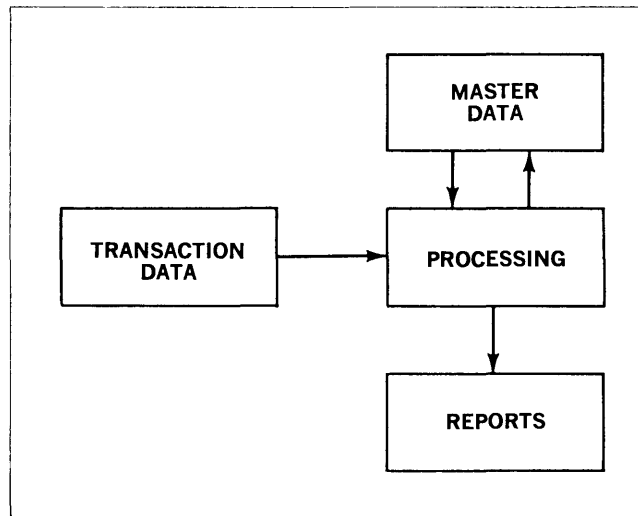 MASTER
DATA
TRANSACTION
DATA
PROCESSING
REPORTS